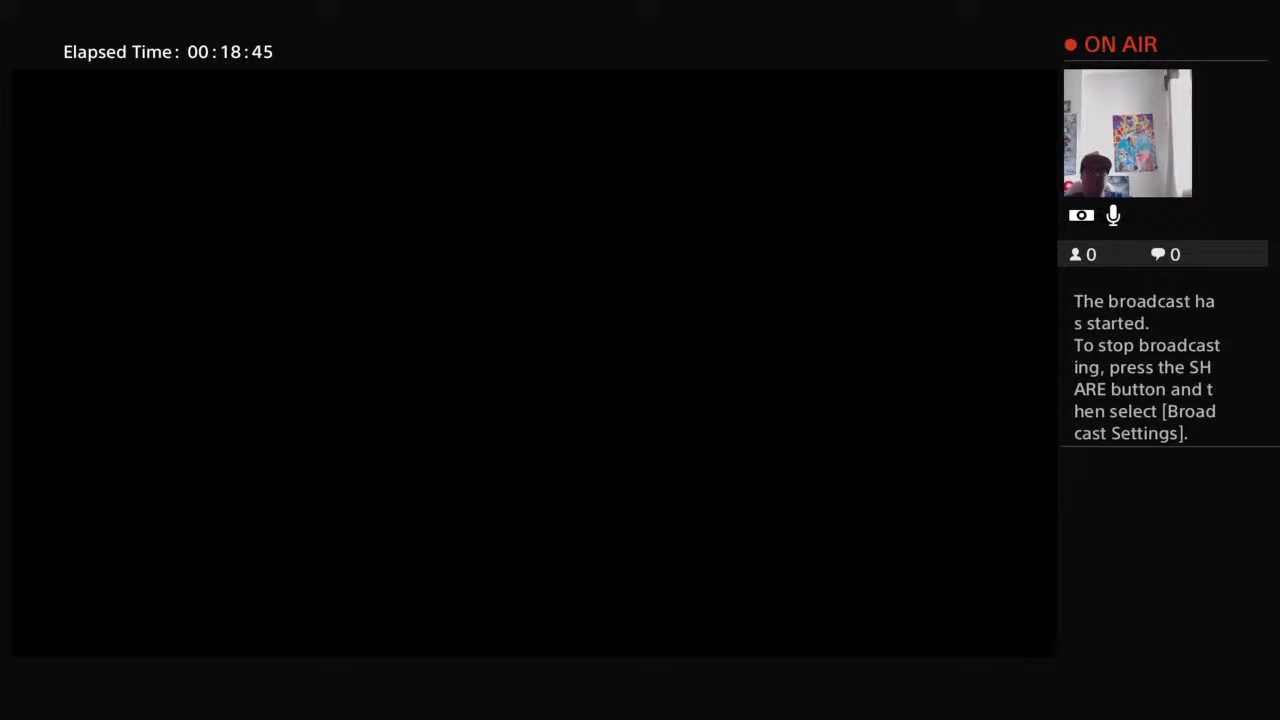 Elapsed Time: 00:18:45
ON AIR
0 0
The broadcast ha
s started.
To stop broadcast
ing, press the SH
ARE button and t
hen select [Broad
cast Settings].